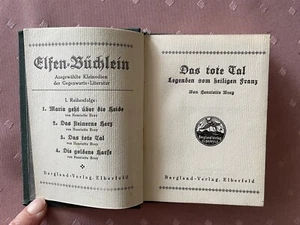 Elfen-Büchlein
Ausgewählte Kleinodien
der Gegenwarts-Literatur
1. Reihenfolge:
1. Maria geht über die Heide
von Henriette Brey
2. Das steinerne Herz
von Henriette Brey
3. Das tote Tal
von Henriette Brey
4. Die goldene Harfe
von Henriette Brey
Bergland-Verlag, Elberfeld
Das tote Tal
Legenden vom heiligen Franz
Von Henriette Brey
Bergland-Verlag, Elberfeld